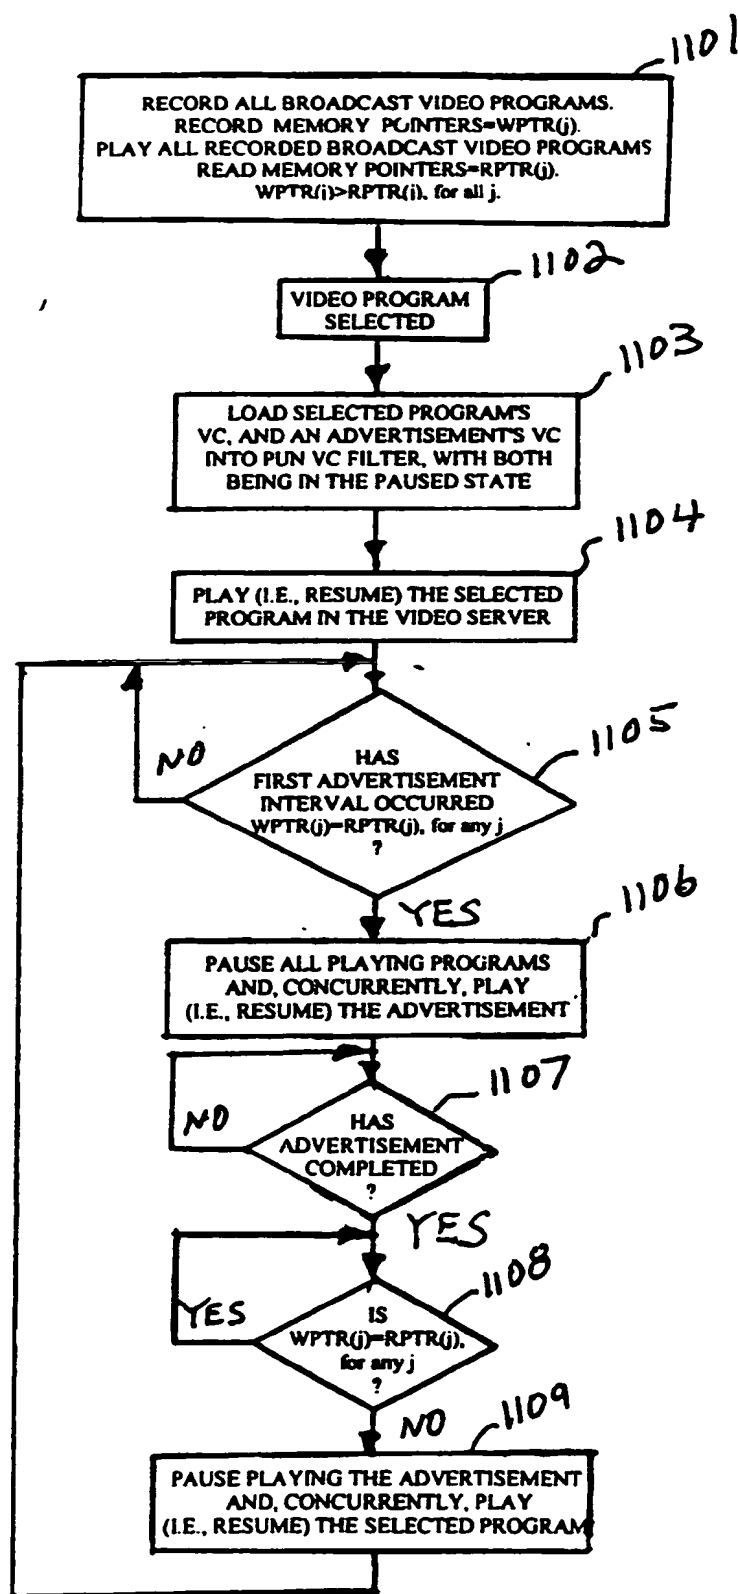 1101
RECORD ALL BROADCAST VIDEO PROGRAMS.
RECORD MEMORY POINTERS=WPTR(j).
PLAY ALL RECORDED BROADCAST VIDEO PROGRAMS
READ MEMORY POINTERS=RPTR(j).
WPTR(j)>RPTR(j), for all j.
1102
VIDEO PROGRAM
SELECTED
1103
LOAD SELECTED PROGRAM'S
VC, AND AN ADVERTISEMENT'S VC
INTO PUN VC FILTER, WITH BOTH
BEING IN THE PAUSED STATE
1104
PLAY (I.E., RESUME) THE SELECTED
PROGRAM IN THE VIDEO SERVER
1105
NO
HAS
FIRST ADVERTISEMENT
INTERVAL OCCURRED
WPTR(j)=RPTR(j), for any j
?
YES
1106
PAUSE ALL PLAYING PROGRAMS
AND, CONCURRENTLY, PLAY
(I.E., RESUME) THE ADVERTISEMENT
1107
NO
HAS
ADVERTISEMENT
COMPLETED
?
YES
1108
YES
IS
WPTR(j)=RPTR(j),
for any j
?
NO
1109
PAUSE PLAYING THE ADVERTISEMENT
AND, CONCURRENTLY, PLAY
(I.E., RESUME) THE SELECTED PROGRAM